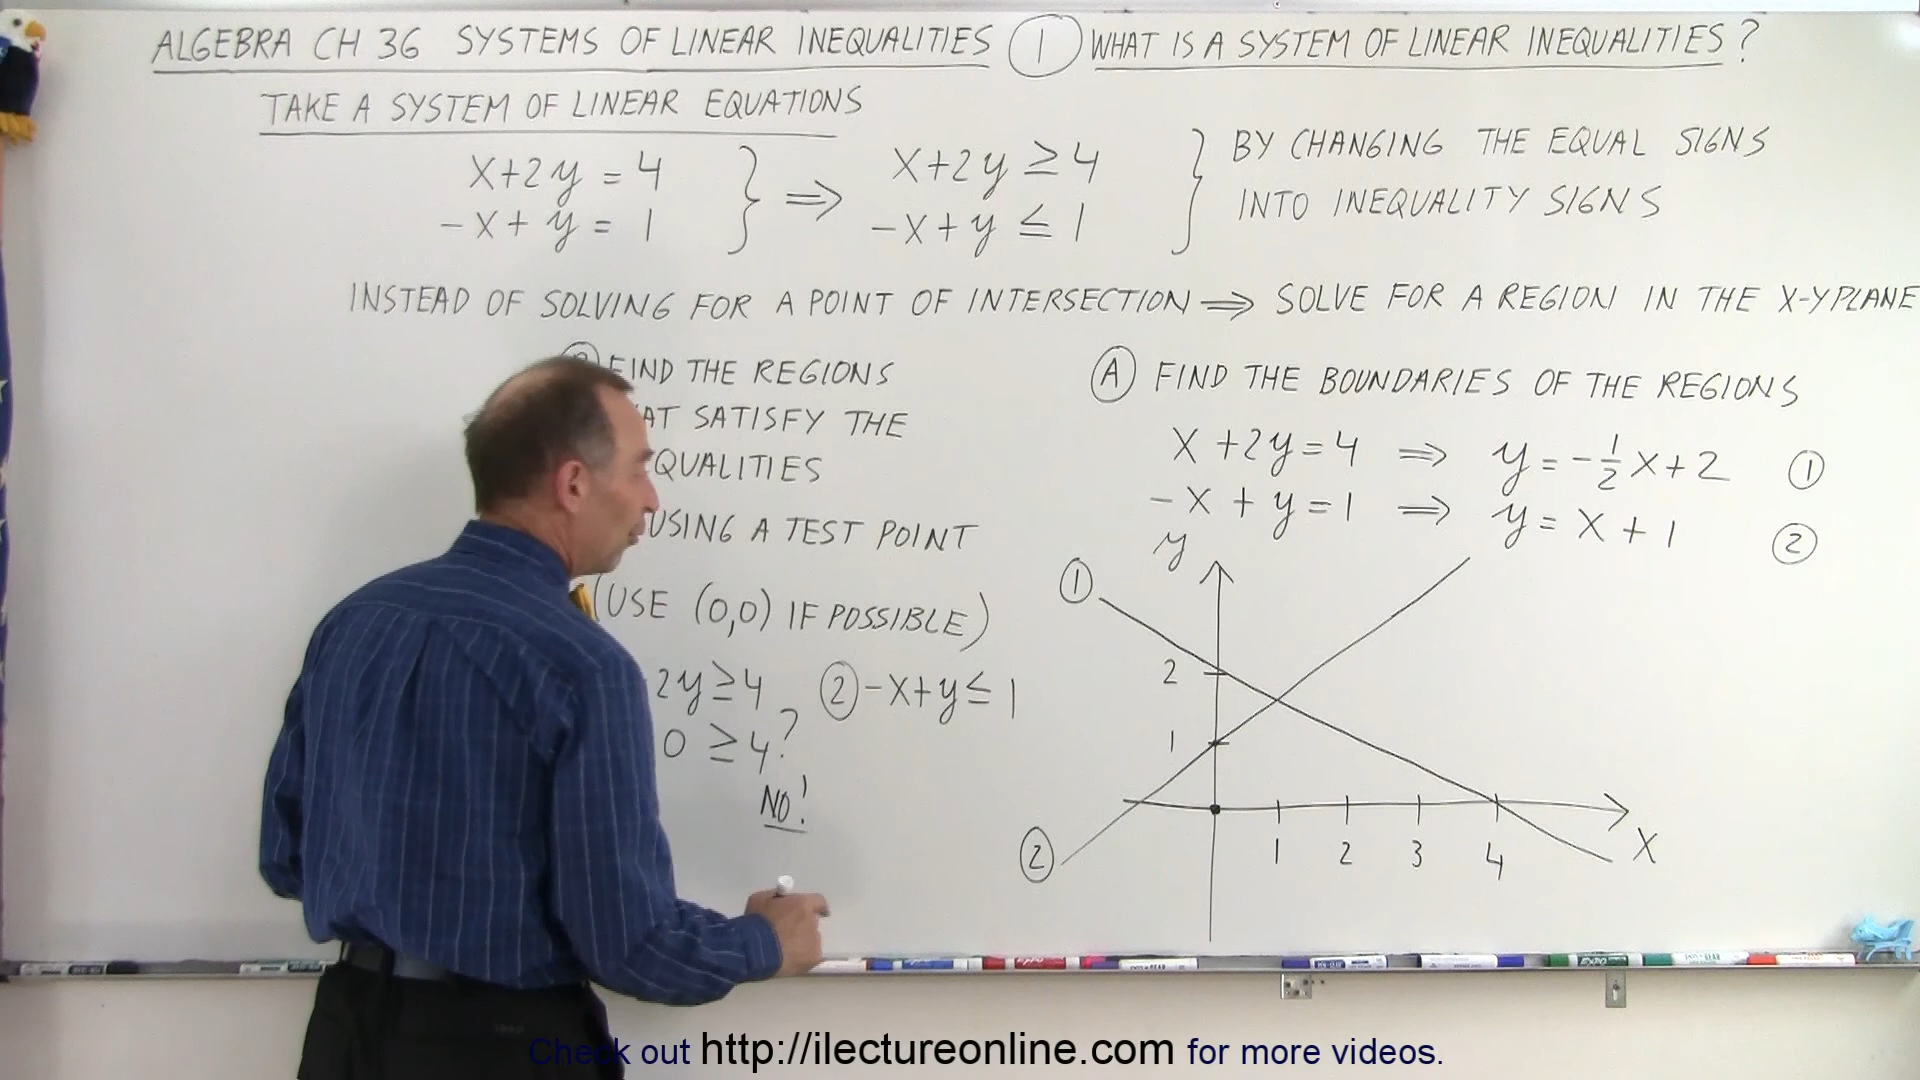 ALGEBRA CH 36 SYSTEMS OF LINEAR INEQUALITIES ① WHAT IS A SYSTEM OF LINEAR INEQUALITIES?
TAKE A SYSTEM OF LINEAR EQUATIONS
x+2y = 4
-x+y = 1
} ⇒
x+2y ≥ 4
-x+y ≤ 1
} BY CHANGING THE EQUAL SIGNS
INTO INEQUALITY SIGNS
INSTEAD OF SOLVING FOR A POINT OF INTERSECTION ⇒ SOLVE FOR A REGION IN THE X-Y PLANE
FIND THE REGIONS
AT SATISFY THE
QUALITIES
USING A TEST POINT
(USE (0,0) IF POSSIBLE)
2y ≥ 4 ② -x+y ≤ 1
0 ≥ 4?
NO!
Ⓐ FIND THE BOUNDARIES OF THE REGIONS
x+2y=4 ⇒ y=-½x+2 ①
-x+y=1 ⇒ y=x+1 ②
y
①
2
1
②
1 2 3 4
x
Check out http://ilectureonline.com for more videos.